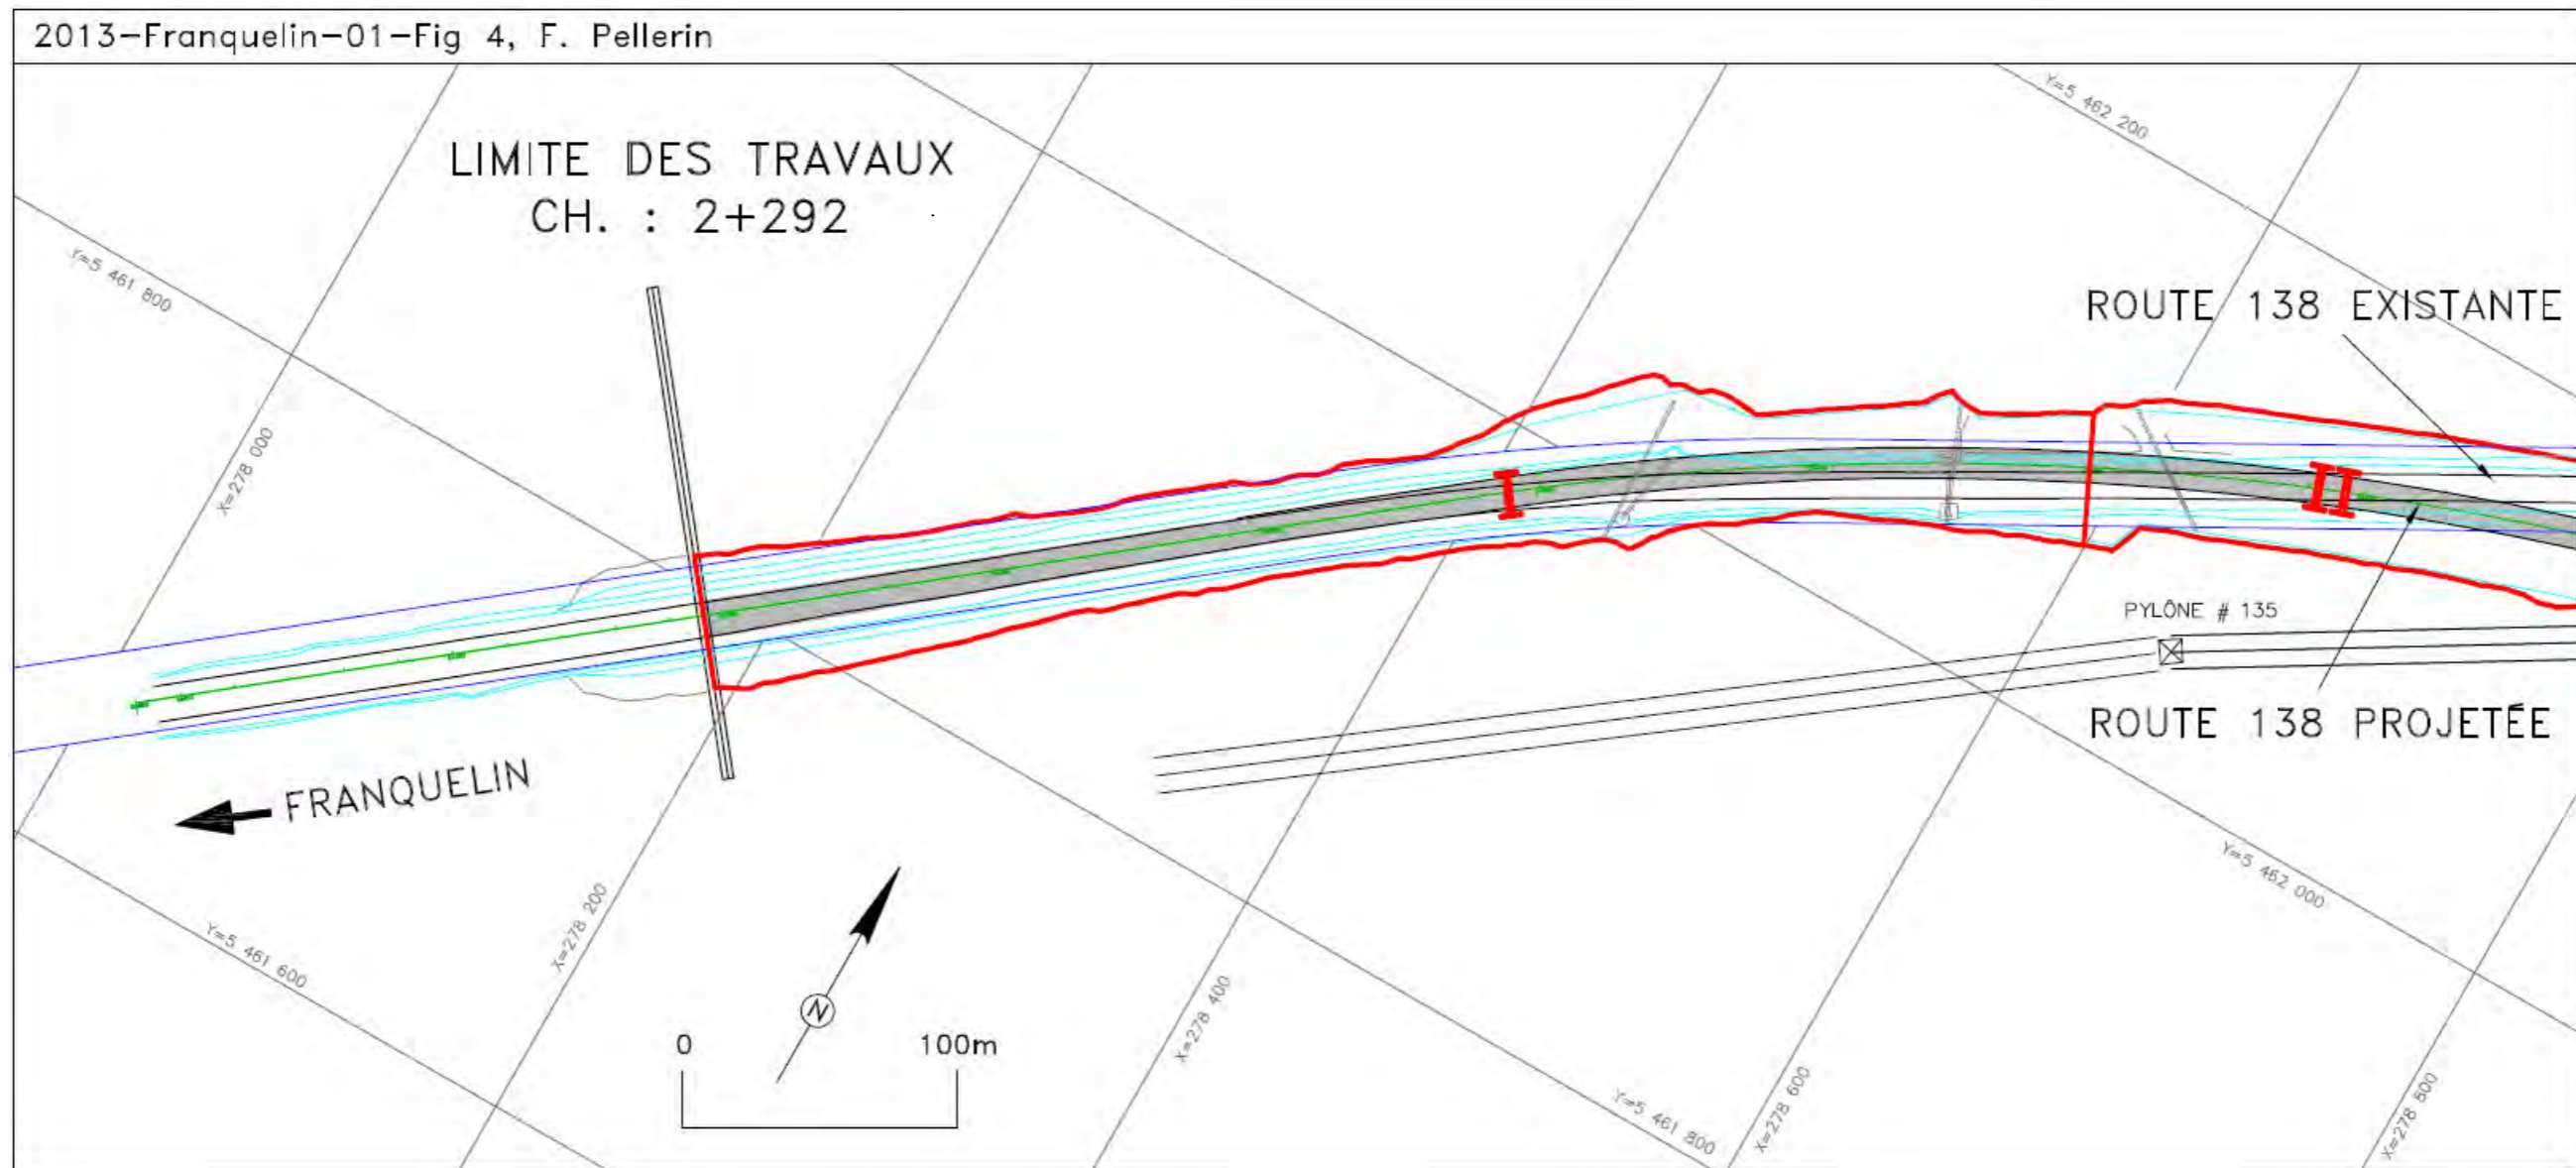 2013-Franquelin-01-Fig 4, F. Pellerin
Y=5 462 200
LIMITE DES TRAVAUX
CH. : 2+292
Y=5 461 800
ROUTE 138 EXISTANTE
X=278 000
I
II
PYLÔNE # 135
ROUTE 138 PROJETÉE
FRANQUELIN
Y=5 462 000
X=278 200
Y=5 461 600
N
X=278 400
0 100m
X=278 600
Y=5 461 800
X=278 800